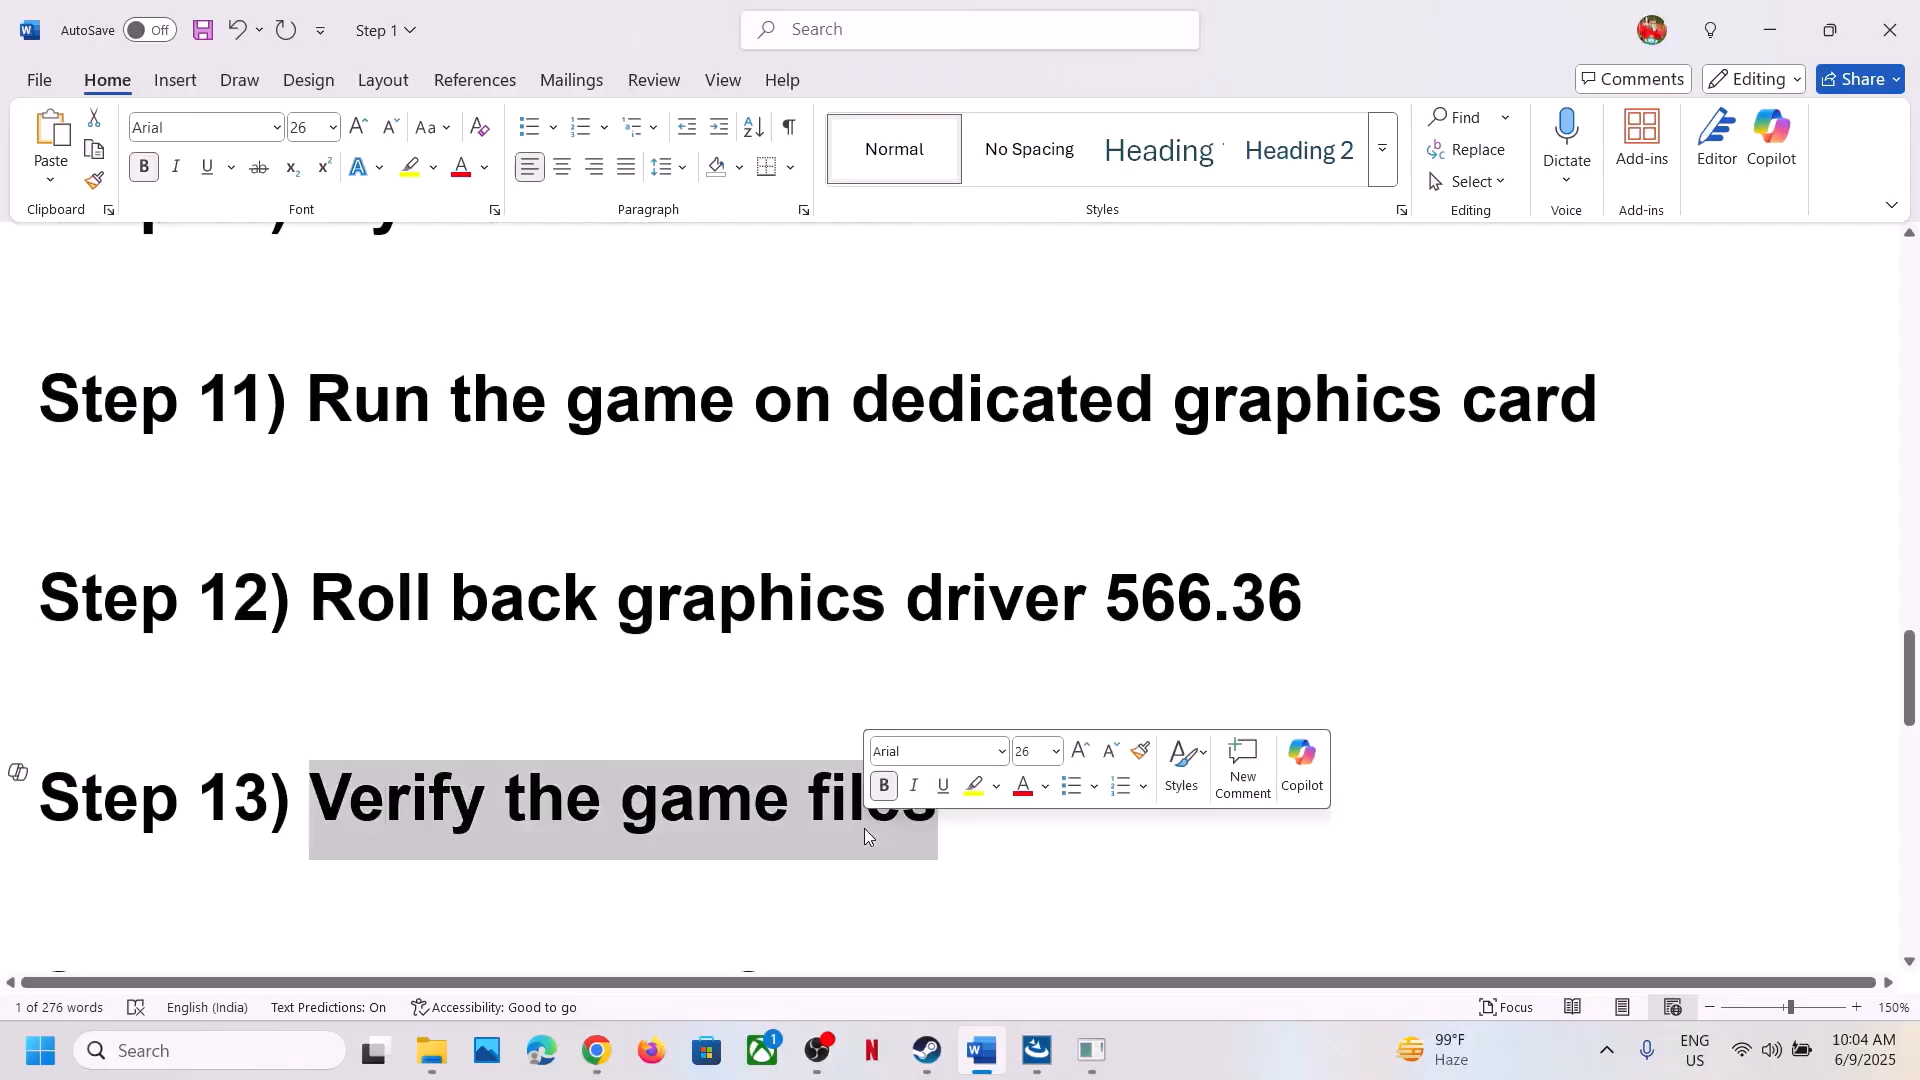 AutoSave Off Step 1 Search
File Home Insert Draw Design Layout References Mailings Review View Help Comments Editing Share
Paste Arial 26 Aa Normal No Spacing Heading Heading 2 Find Replace Select Dictate Add-ins Editor Copilot
Clipboard Font Paragraph Styles Editing Voice Add-ins
Step 11) Run the game on dedicated graphics card
Step 12) Roll back graphics driver 566.36
Arial 26 Styles New Comment Copilot
Step 13) Verify the game files
1 of 276 words English (India) Text Predictions: On Accessibility: Good to go Focus 150%
Search 1 99°F Haze ENG US 10:04 AM 6/9/2025